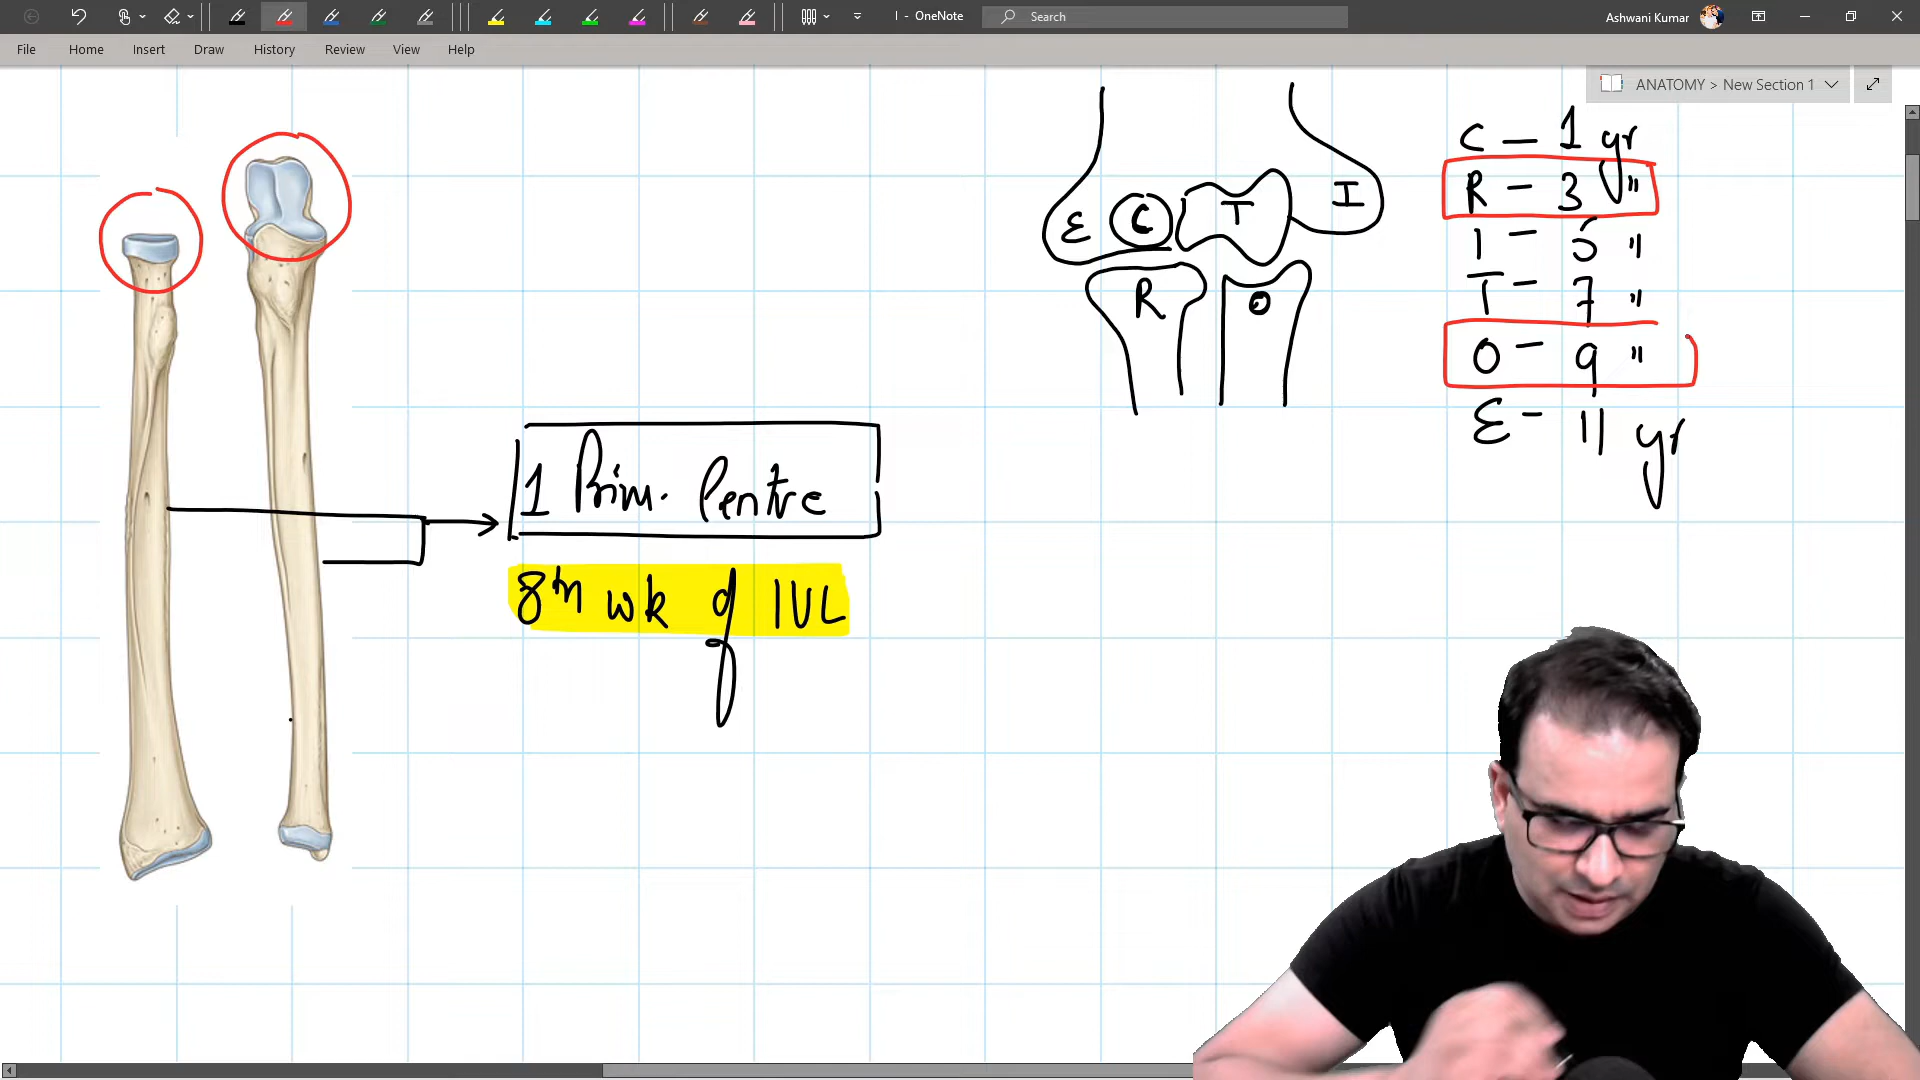 I - OneNote
Search
Ashwani Kumar
File Home Insert Draw History Review View Help
ANATOMY > New Section 1
E C T I
R O
C — 1 yr
R — 3 "
I — 5 "
T — 7 "
O — 9 "
E — 11 yr
1 Prim. Centre
8th wk of IUL